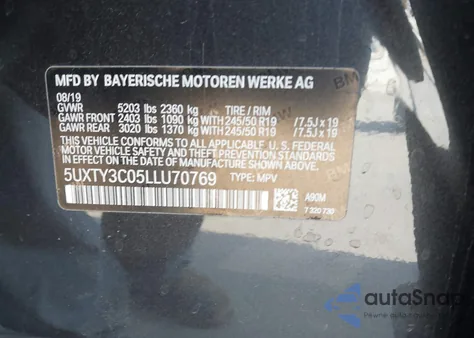 MFD BY BAYERISCHE MOTOREN WERKE AG
08/19
GVWR 5203 lbs 2360 kg TIRE / RIM
GAWR FRONT 2403 lbs 1090 kg WITH 245/50 R19 /7.5J x 19
GAWR REAR 3020 lbs 1370 kg WITH 245/50 R19 /7.5J x 19
THIS VEHICLE CONFORMS TO ALL APPLICABLE FEDERAL
MOTOR VEHICLE SAFETY, BUMPER, AND THEFT PREVENTION
STANDARDS IN EFFECT ON THE DATE OF MANUFACTURE
SHOWN ABOVE.
5UXTY3C05LLU70769 TYPE: MPV
A90M
7 320 730
autoSnap